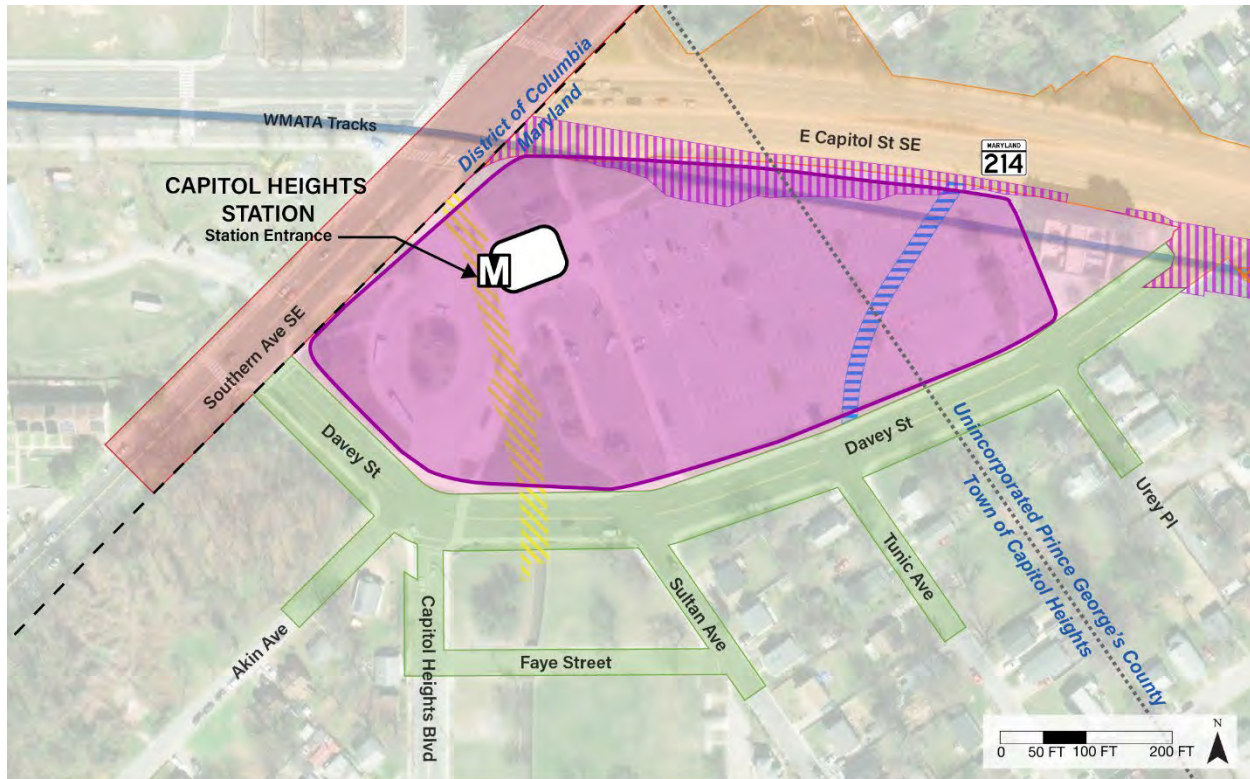 WMATA Tracks
District of Columbia
Maryland
E Capitol St SE
MARYLAND
214
CAPITOL HEIGHTS
STATION
Station Entrance
M
Southern Ave SE
Davey St
Davey St
Unincorporated Prince George's County
Town of Capitol Heights
Urey Pl
Tunic Ave
Sultan Ave
Akin Ave
Capitol Heights Blvd
Faye Street
N
0 50 FT 100 FT 200 FT